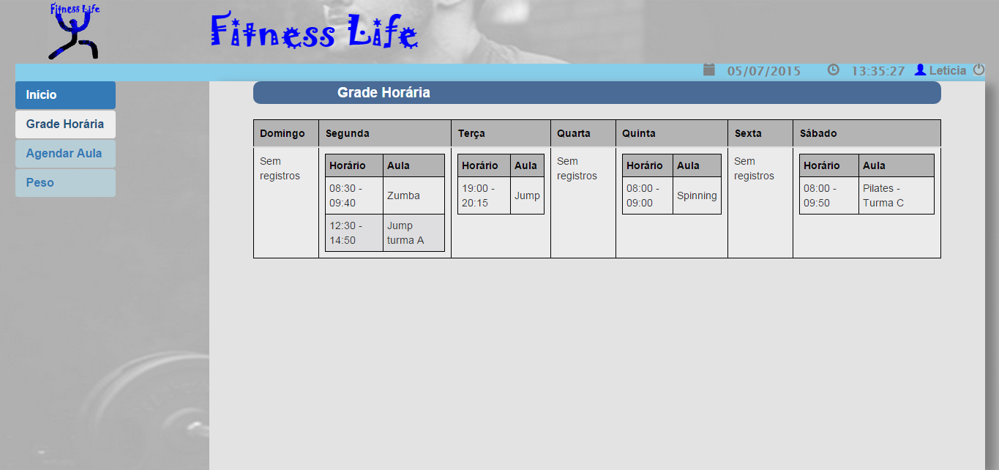 Fitness Life
Fitness Life
05/07/2015 13:35:27 Letícia
Início
Grade Horária
Agendar Aula
Peso
Grade Horária
Domingo Segunda Terça Quarta Quinta Sexta Sábado
Sem
registros
Horário Aula
08:30 -
09:40
Zumba
12:30 -
14:50
Jump
turma A
Horário Aula
19:00 -
20:15
Jump
Sem
registros
Horário Aula
08:00 -
09:00
Spinning
Sem
registros
Horário Aula
08:00 -
09:50
Pilates -
Turma C